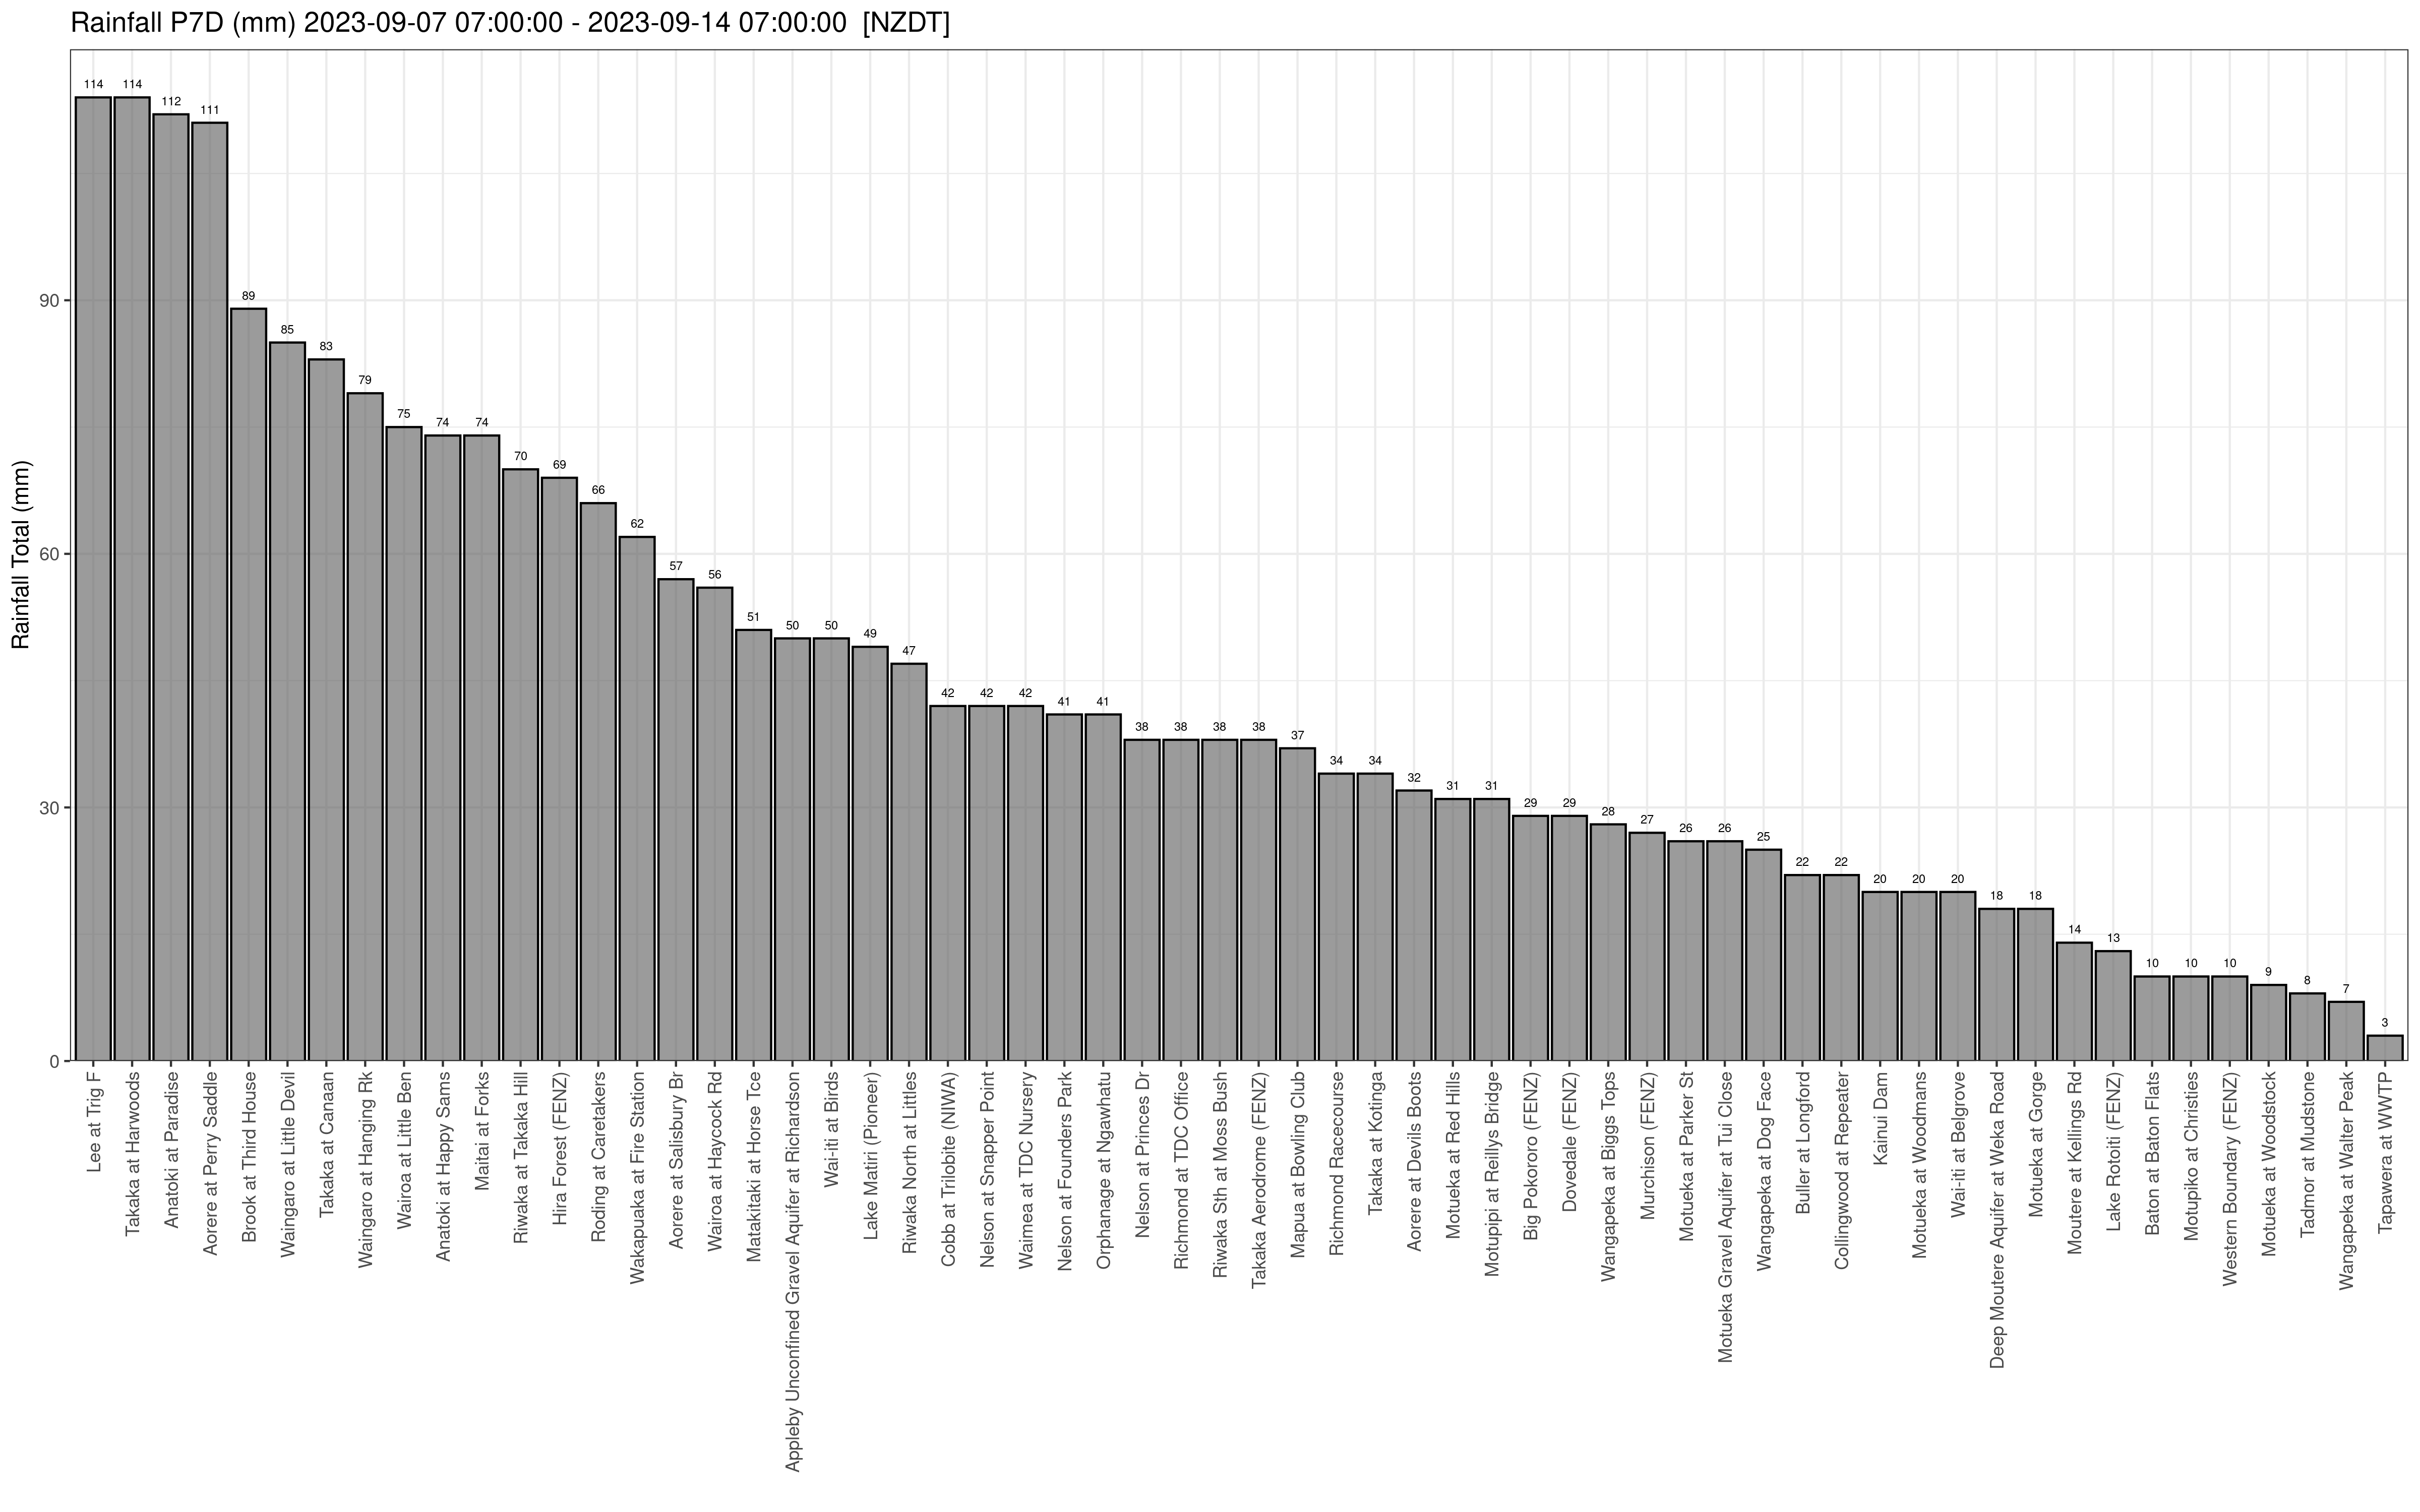 Rainfall P7D (mm) 2023-09-07 07:00:00 - 2023-09-14 07:00:00  [NZDT]
Rainfall Total (mm)
90
60
30
0
114
114
112
111
89
85
83
79
75
74
74
70
69
66
62
57
56
51
50
50
49
47
42
42
42
41
41
38
38
38
38
37
34
34
32
31
31
29
29
28
27
26
26
25
22
22
20
20
20
18
18
14
13
10
10
10
9
8
7
3
Lee at Trig F
Takaka at Harwoods
Anatoki at Paradise
Aorere at Perry Saddle
Brook at Third House
Waingaro at Little Devil
Takaka at Canaan
Waingaro at Hanging Rk
Wairoa at Little Ben
Anatoki at Happy Sams
Maitai at Forks
Riwaka at Takaka Hill
Hira Forest (FENZ)
Roding at Caretakers
Wakapuaka at Fire Station
Aorere at Salisbury Br
Wairoa at Haycock Rd
Matakitaki at Horse Tce
Appleby Unconfined Gravel Aquifer at Richardson
Wai-iti at Birds
Lake Matiri (Pioneer)
Riwaka North at Littles
Cobb at Trilobite (NIWA)
Nelson at Snapper Point
Waimea at TDC Nursery
Nelson at Founders Park
Orphanage at Ngawhatu
Nelson at Princes Dr
Richmond at TDC Office
Riwaka Sth at Moss Bush
Takaka Aerodrome (FENZ)
Mapua at Bowling Club
Richmond Racecourse
Takaka at Kotinga
Aorere at Devils Boots
Motueka at Red Hills
Motupipi at Reillys Bridge
Big Pokororo (FENZ)
Dovedale (FENZ)
Wangapeka at Biggs Tops
Murchison (FENZ)
Motueka at Parker St
Motueka Gravel Aquifer at Tui Close
Wangapeka at Dog Face
Buller at Longford
Collingwood at Repeater
Kainui Dam
Motueka at Woodmans
Wai-iti at Belgrove
Deep Moutere Aquifer at Weka Road
Motueka at Gorge
Moutere at Kellings Rd
Lake Rotoiti (FENZ)
Baton at Baton Flats
Motupiko at Christies
Western Boundary (FENZ)
Motueka at Woodstock
Tadmor at Mudstone
Wangapeka at Walter Peak
Tapawera at WWTP